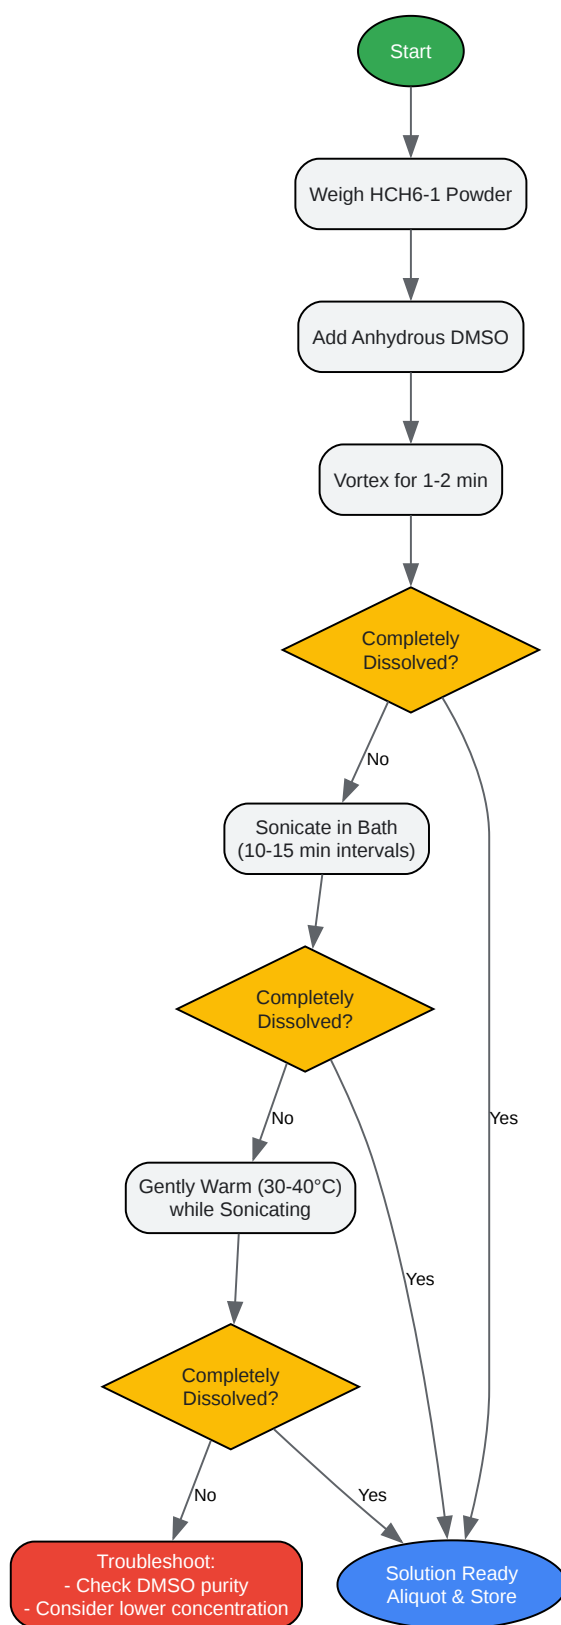 Start
Weigh HCH6-1 Powder
Add Anhydrous DMSO
Vortex for 1-2 min
Completely
Dissolved?
No
Sonicate in Bath
(10-15 min intervals)
Completely
Dissolved?
No
Yes
Gently Warm (30-40°C)
while Sonicating
Yes
Completely
Dissolved?
No
Yes
Troubleshoot:
- Check DMSO purity
- Consider lower concentration
Solution Ready
Aliquot & Store